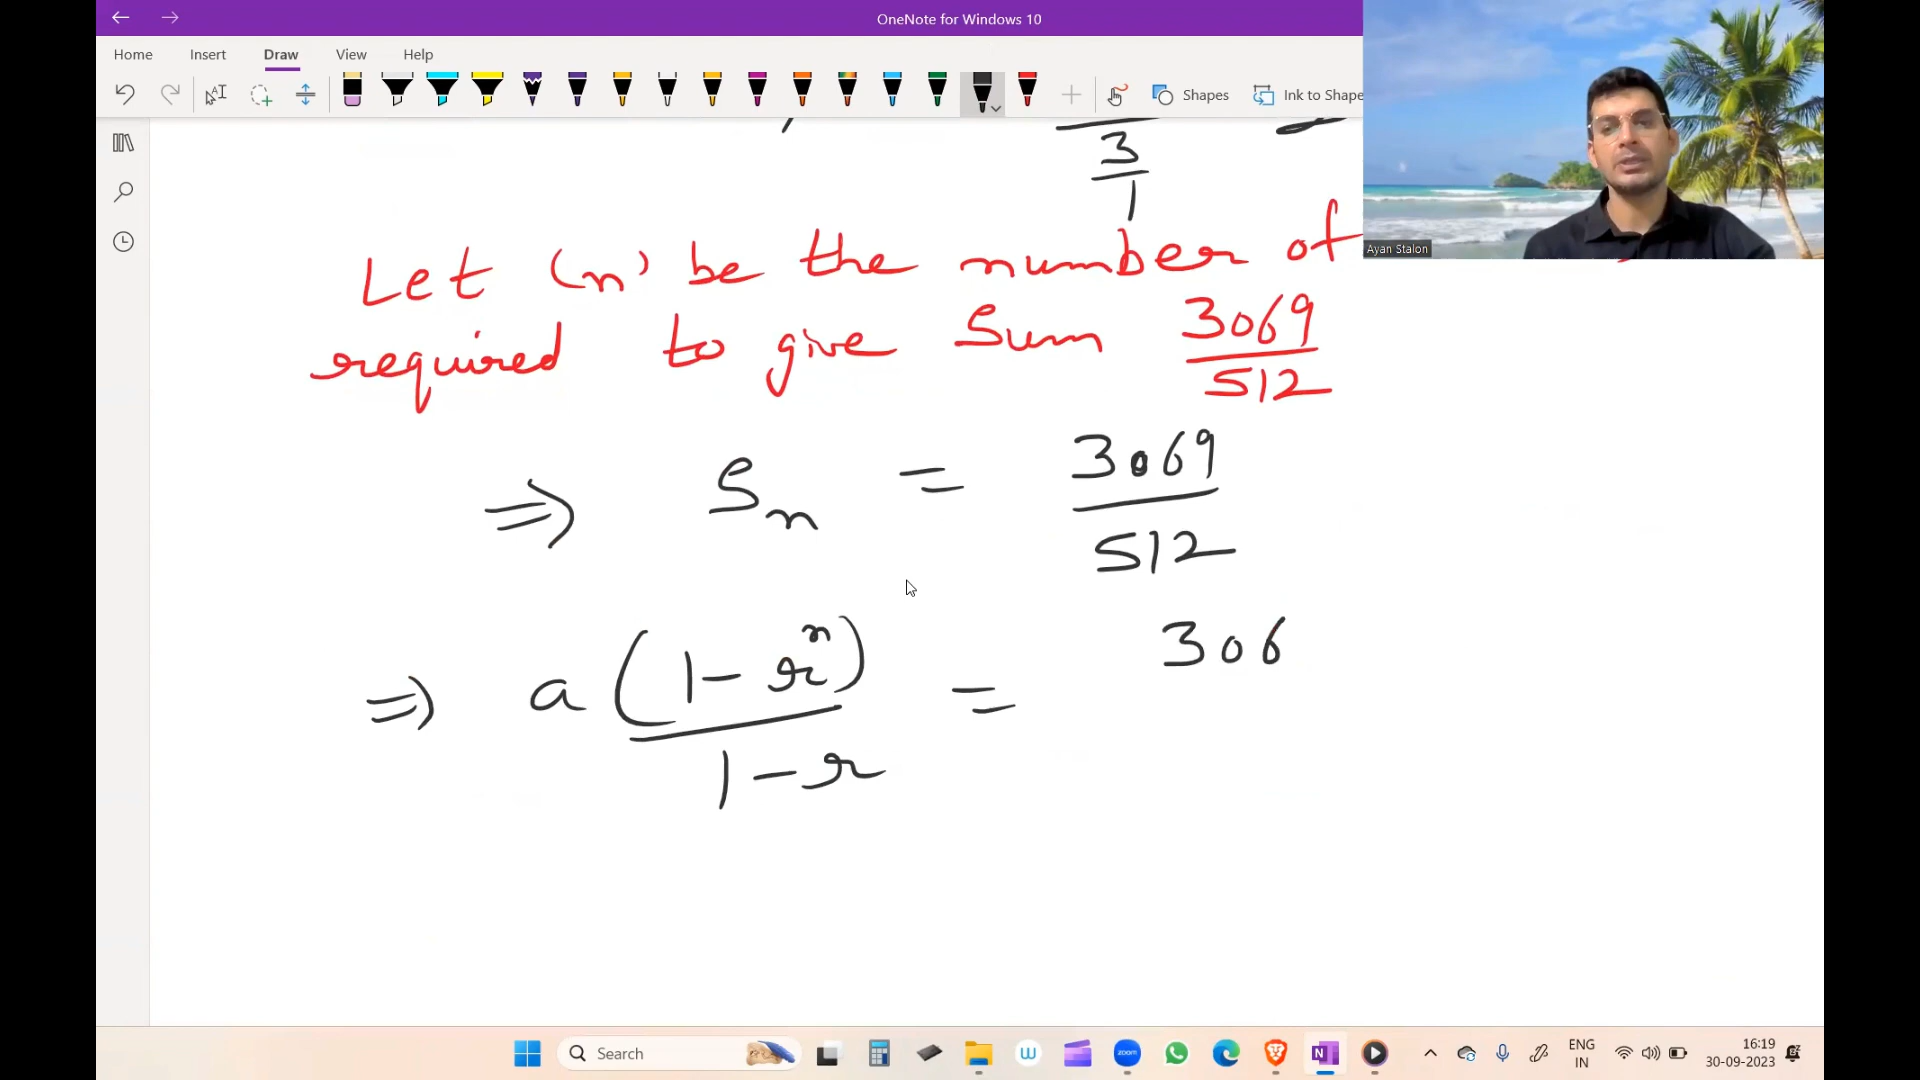 OneNote for Windows 10
Home Insert Draw View Help
Shapes Ink to Shape
Ayan Stalon
3
1
Let 'n' be the number of
required to give Sum 3069
512
⇒ Sn = 3069
512
⇒ a (1 - r^n) = 306
1 - r
Search
zoom
ENG
IN
16:19
30-09-2023